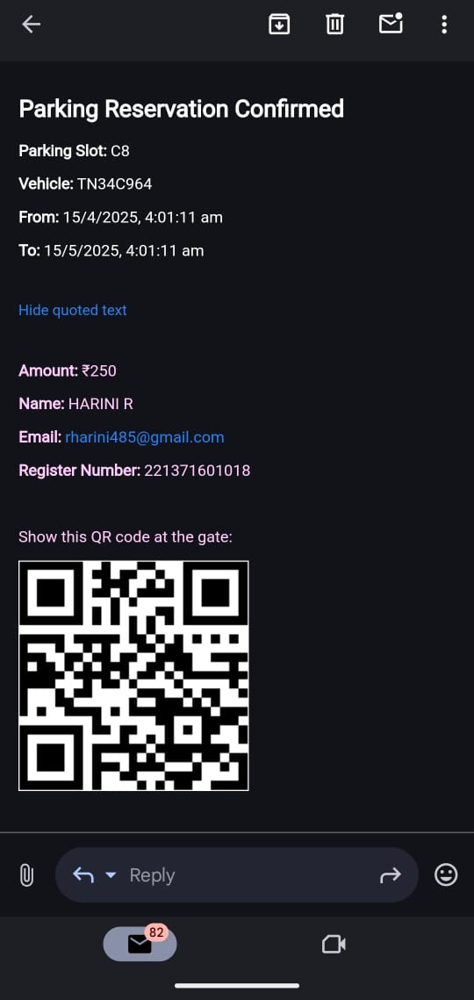 Parking Reservation Confirmed
Parking Slot: C8
Vehicle: TN34C964
From: 15/4/2025, 4:01:11 am
To: 15/5/2025, 4:01:11 am
Hide quoted text
Amount: ₹250
Name: HARINI R
Email: rharini485@gmail.com
Register Number: 221371601018
Show this QR code at the gate:
Reply
82